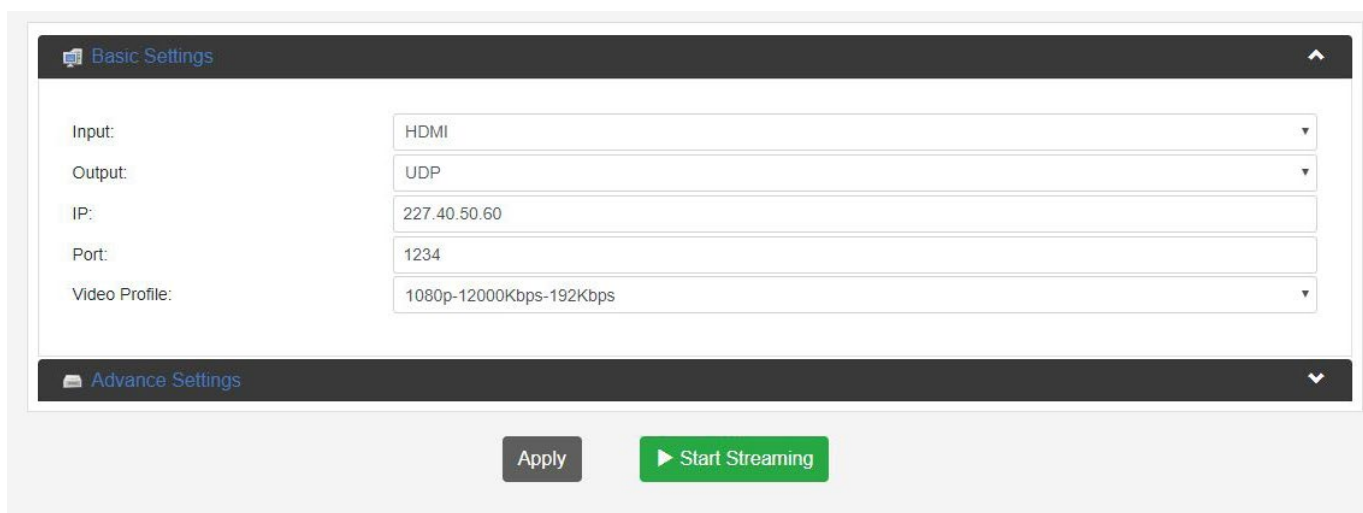 Basic Settings
Input: HDMI
Output: UDP
IP: 227.40.50.60
Port: 1234
Video Profile: 1080p-12000Kbps-192Kbps
Advance Settings
Apply Start Streaming